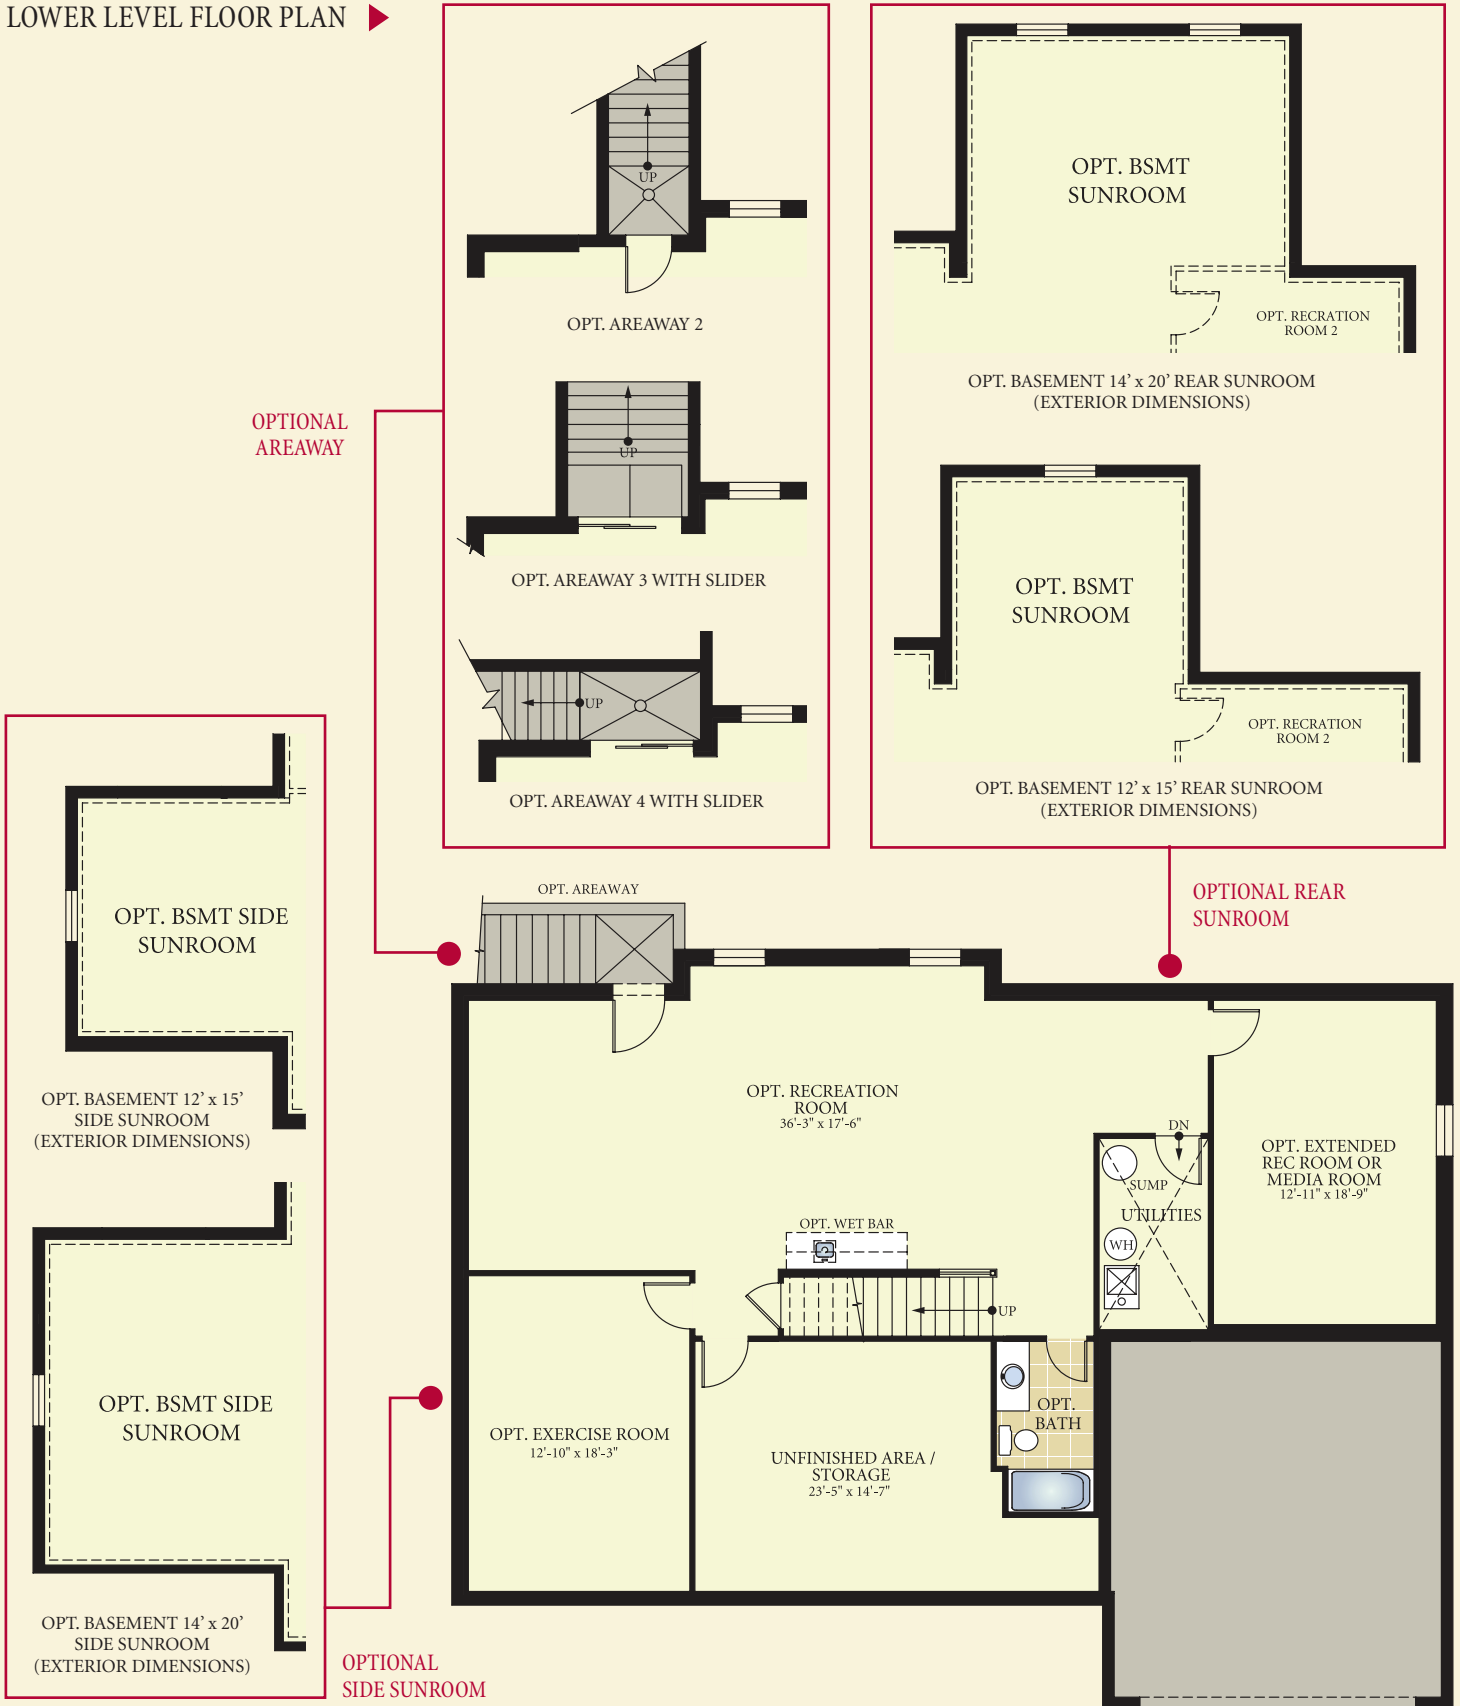 LOWER LEVEL FLOOR PLAN
UP
OPT. AREAWAY 2
UP
OPT. AREAWAY 3 WITH SLIDER
UP
OPT. AREAWAY 4 WITH SLIDER
OPTIONAL
AREAWAY
OPT. BSMT
SUNROOM
OPT. RECRATION
ROOM 2
OPT. BASEMENT 14’ x 20’ REAR SUNROOM
(EXTERIOR DIMENSIONS)
OPT. BSMT
SUNROOM
OPT. RECRATION
ROOM 2
OPT. BASEMENT 12’ x 15’ REAR SUNROOM
(EXTERIOR DIMENSIONS)
OPTIONAL REAR
SUNROOM
OPT. BSMT SIDE
SUNROOM
OPT. BASEMENT 12’ x 15’
SIDE SUNROOM
(EXTERIOR DIMENSIONS)
OPT. BSMT SIDE
SUNROOM
OPT. BASEMENT 14’ x 20’
SIDE SUNROOM
(EXTERIOR DIMENSIONS)
OPTIONAL
SIDE SUNROOM
OPT. AREAWAY
OPT. RECREATION
ROOM
36'-3" x 17'-6"
DN
SUMP
UTILITIES
WH
OPT. EXTENDED
REC ROOM OR
MEDIA ROOM
12'-11" x 18'-9"
OPT. WET BAR
UP
OPT. EXERCISE ROOM
12'-10" x 18'-3"
UNFINISHED AREA /
STORAGE
23'-5" x 14'-7"
OPT.
BATH